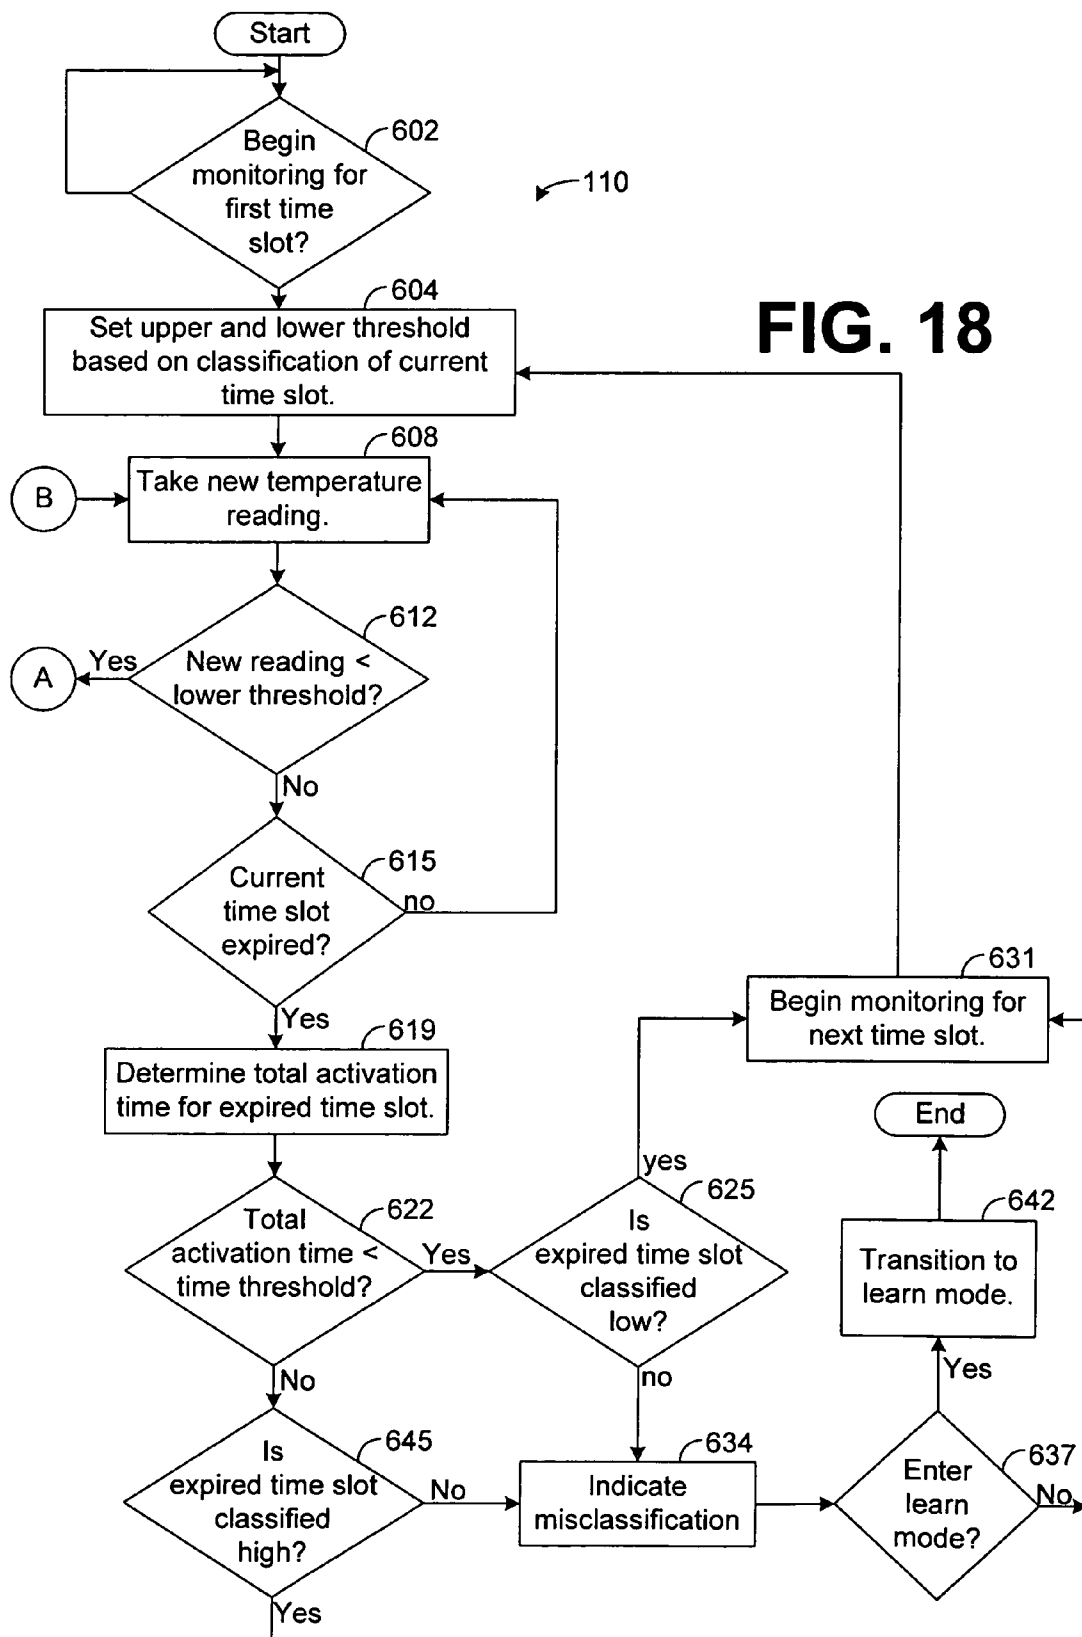 Start
602
Begin
monitoring for
first time
slot?
110
604
FIG. 18
Set upper and lower threshold
based on classification of current
time slot.
608
B
Take new temperature
reading.
612
A
Yes
New reading <
lower threshold?
No
615
Current
time slot
expired?
no
Yes
619
Determine total activation
time for expired time slot.
631
Begin monitoring for
next time slot.
End
622
Total
activation time <
time threshold?
Yes
No
yes
625
Is
expired time slot
classified
low?
no
642
Transition to
learn mode.
Yes
645
Is
expired time slot
classified
high?
No
Yes
634
Indicate
misclassification
637
Enter
learn
mode?
No